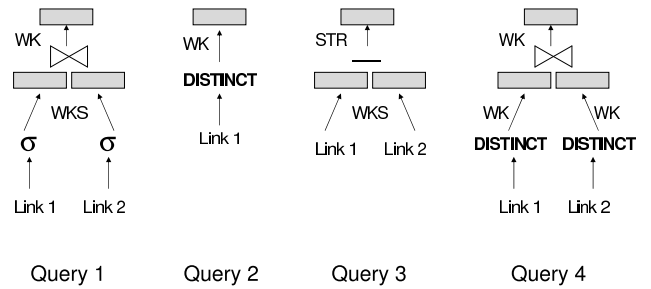 WK WK STR WK
DISTINCT
WKS WKS WK WK
Link 1
σ σ Link 1 Link 2 DISTINCT DISTINCT
Link 1 Link 2 Link 1 Link 2
Query 1 Query 2 Query 3 Query 4